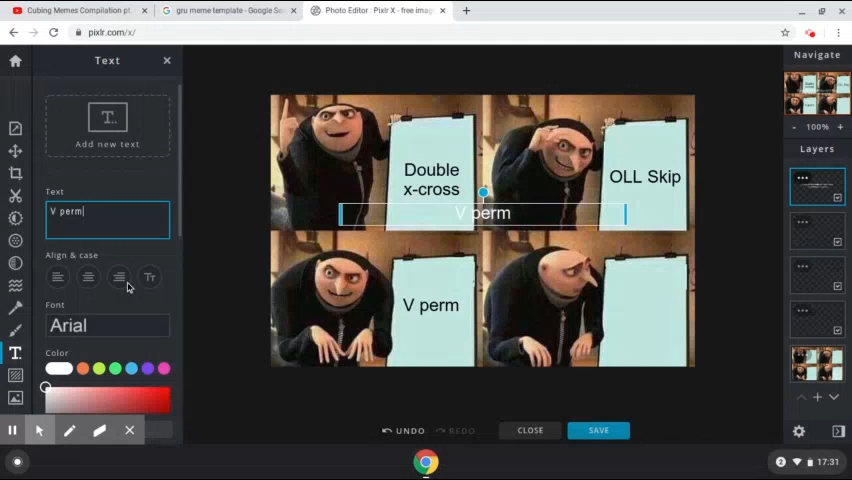 Cubing Memes Compilation pt.
gru meme template - Google Se
Photo Editor : Pixlr X - free imag
pixlr.com/x/
Text
Navigate
T..
Add new text
100%
Layers
Text
V perm
Double
x-cross
OLL Skip
V perm
Align & case
TT
V perm
Font
Arial
Color
T..
UNDO
REDO
CLOSE
SAVE
2
17:31